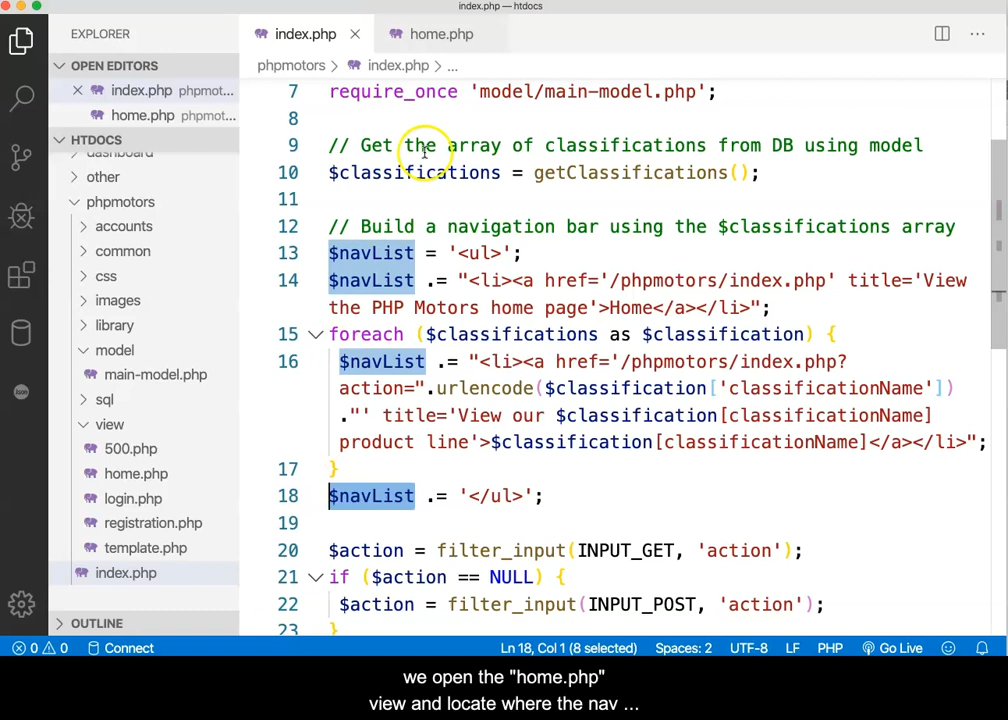 index.php — htdocs
EXPLORER
index.php
home.php
OPEN EDITORS
phpmotors > index.php > ...
index.php phpmot...
home.php phpmot...
HTDOCS
dashboard
other
phpmotors
accounts
common
css
images
library
model
main-model.php
sql
view
500.php
home.php
login.php
registration.php
template.php
index.php
OUTLINE
7 require_once 'model/main-model.php';
8
9 // Get the array of classifications from DB using model
10 $classifications = getClassifications();
11
12 // Build a navigation bar using the $classifications array
13 $navList = '<ul>';
14 $navList .= "<li><a href='/phpmotors/index.php' title='View
the PHP Motors home page'>Home</a></li>";
15 foreach ($classifications as $classification) {
16 $navList .= "<li><a href='/phpmotors/index.php?
action=".urlencode($classification['classificationName'])
."' title='View our $classification[classificationName]
product line'>$classification[classificationName]</a></li>";
17 }
18 $navList .= '</ul>';
19
20 $action = filter_input(INPUT_GET, 'action');
21 if ($action == NULL) {
22 $action = filter_input(INPUT_POST, 'action');
23 }
0 0 Connect
Ln 18, Col 1 (8 selected)
Spaces: 2
UTF-8
LF
PHP
Go Live
we open the "home.php"
view and locate where the nav ...